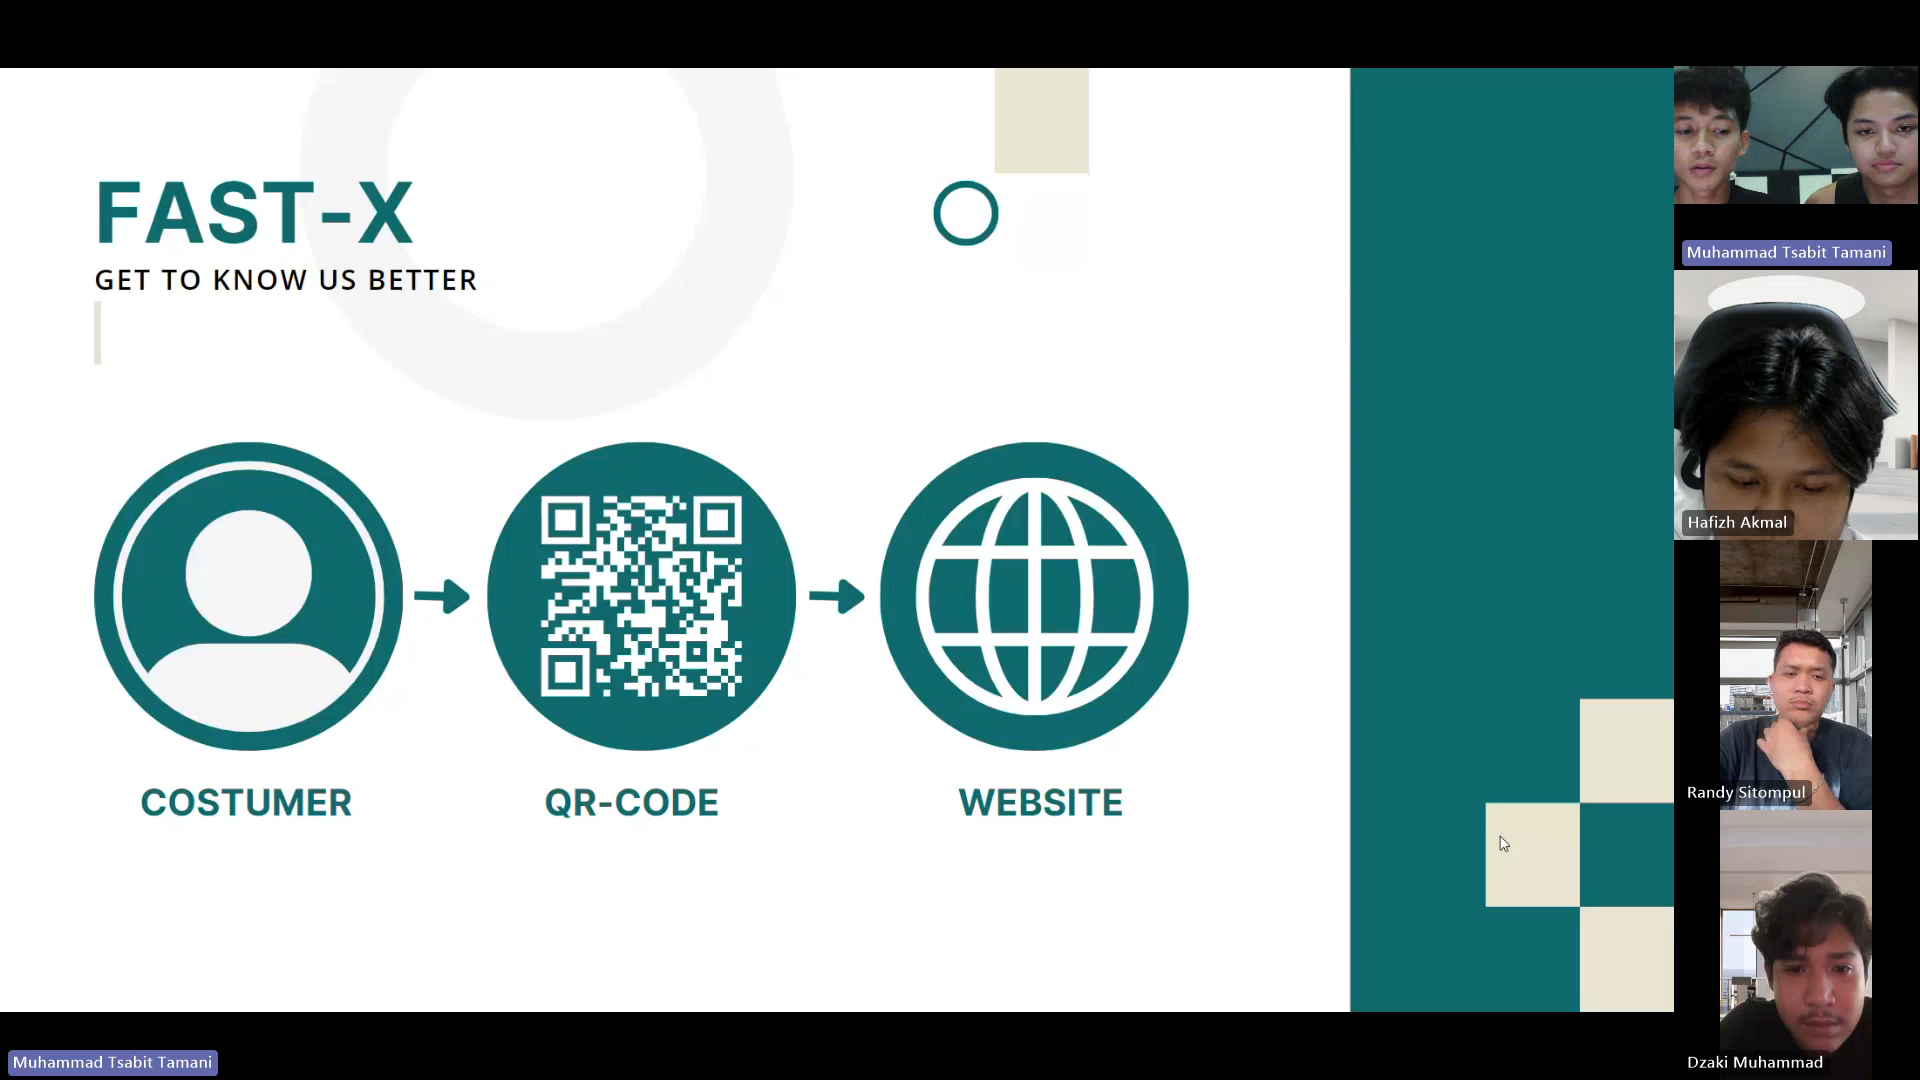 FAST-X
GET TO KNOW US BETTER
COSTUMER
QR-CODE
WEBSITE
Muhammad Tsabit Tamani
Hafizh Akmal
Randy Sitompul
Dzaki Muhammad
Muhammad Tsabit Tamani